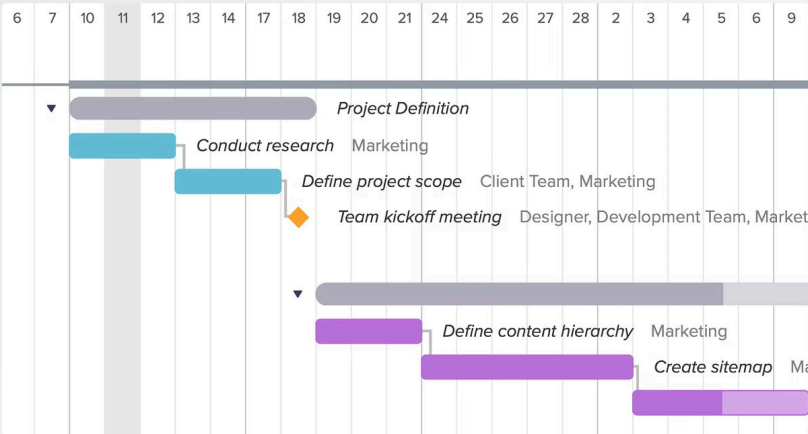 6 7 10 11 12 13 14 17 18 19 20 21 24 25 26 27 28 2 3 4 5 6 9
Project Definition
Conduct research Marketing
Define project scope Client Team, Marketing
Team kickoff meeting Designer, Development Team, Market
Define content hierarchy Marketing
Create sitemap Ma